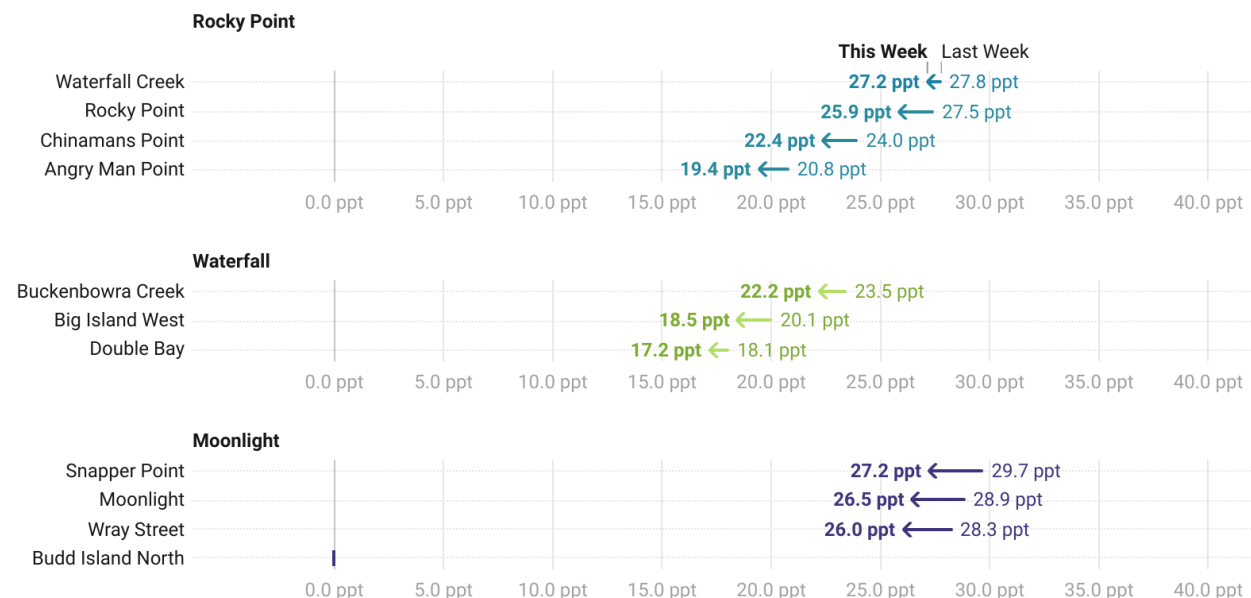 Rocky Point
This Week Last Week
Waterfall Creek 27.2 ppt 27.8 ppt
Rocky Point 25.9 ppt 27.5 ppt
Chinamans Point 22.4 ppt 24.0 ppt
Angry Man Point 19.4 ppt 20.8 ppt
0.0 ppt 5.0 ppt 10.0 ppt 15.0 ppt 20.0 ppt 25.0 ppt 30.0 ppt 35.0 ppt 40.0 ppt
Waterfall
Buckenbowra Creek 22.2 ppt 23.5 ppt
Big Island West 18.5 ppt 20.1 ppt
Double Bay 17.2 ppt 18.1 ppt
0.0 ppt 5.0 ppt 10.0 ppt 15.0 ppt 20.0 ppt 25.0 ppt 30.0 ppt 35.0 ppt 40.0 ppt
Moonlight
Snapper Point 27.2 ppt 29.7 ppt
Moonlight 26.5 ppt 28.9 ppt
Wray Street 26.0 ppt 28.3 ppt
Budd Island North
0.0 ppt 5.0 ppt 10.0 ppt 15.0 ppt 20.0 ppt 25.0 ppt 30.0 ppt 35.0 ppt 40.0 ppt